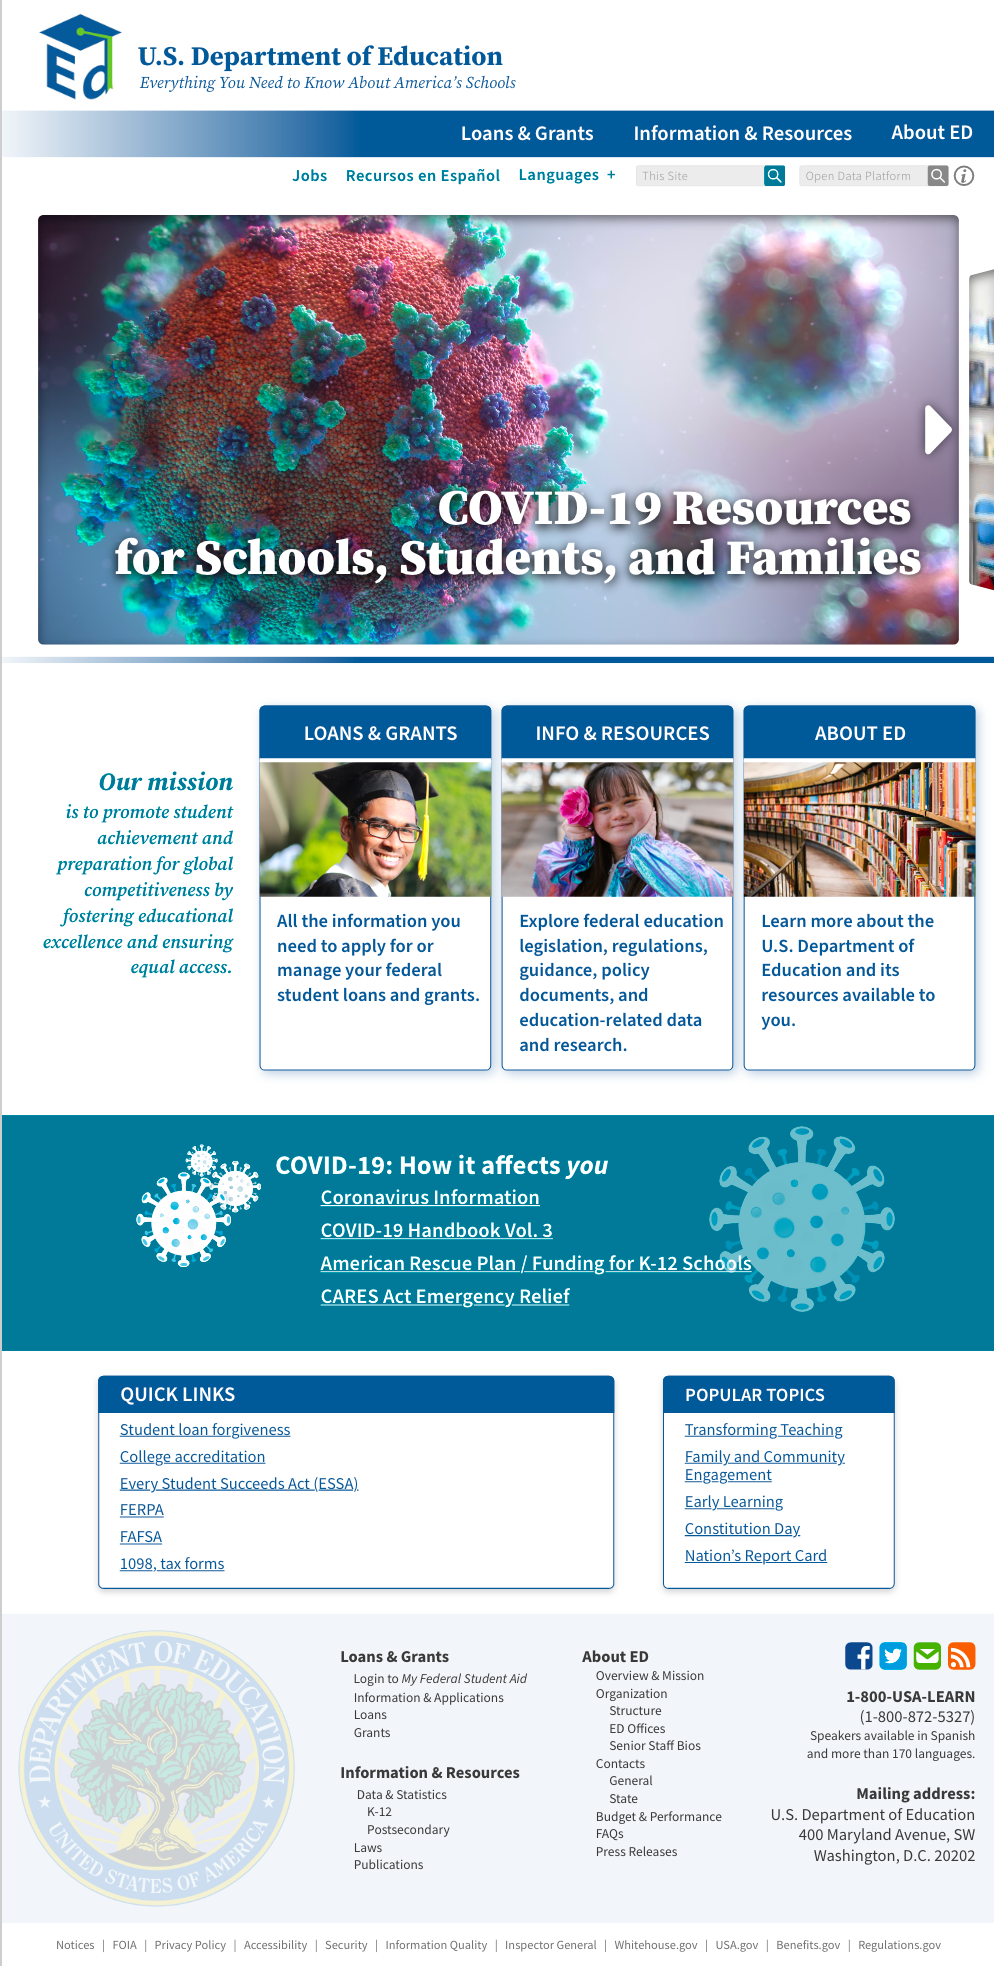 Ed
U.S. Department of Education
Everything You Need to Know About America's Schools
Loans & Grants
Information & Resources
About ED
Jobs
Recursos en Español
Languages +
This Site
Open Data Platform
i
COVID-19 Resources
for Schools, Students, and Families
Our mission
is to promote student
achievement and
preparation for global
competitiveness by
fostering educational
excellence and ensuring
equal access.
LOANS & GRANTS
All the information you
need to apply for or
manage your federal
student loans and grants.
INFO & RESOURCES
Explore federal education
legislation, regulations,
guidance, policy
documents, and
education-related data
and research.
ABOUT ED
Learn more about the
U.S. Department of
Education and its
resources available to
you.
COVID-19: How it affects you
Coronavirus Information
COVID-19 Handbook Vol. 3
American Rescue Plan / Funding for K-12 Schools
CARES Act Emergency Relief
QUICK LINKS
Student loan forgiveness
College accreditation
Every Student Succeeds Act (ESSA)
FERPA
FAFSA
1098, tax forms
POPULAR TOPICS
Transforming Teaching
Family and Community
Engagement
Early Learning
Constitution Day
Nation's Report Card
DEPARTMENT OF EDUCATION
UNITED STATES OF AMERICA
Loans & Grants
Login to My Federal Student Aid
Information & Applications
Loans
Grants
Information & Resources
Data & Statistics
K-12
Postsecondary
Laws
Publications
About ED
Overview & Mission
Organization
Structure
ED Offices
Senior Staff Bios
Contacts
General
State
Budget & Performance
FAQs
Press Releases
1-800-USA-LEARN
(1-800-872-5327)
Speakers available in Spanish
and more than 170 languages.
Mailing address:
U.S. Department of Education
400 Maryland Avenue, SW
Washington, D.C. 20202
Notices | FOIA | Privacy Policy | Accessibility | Security | Information Quality | Inspector General | Whitehouse.gov | USA.gov | Benefits.gov | Regulations.gov